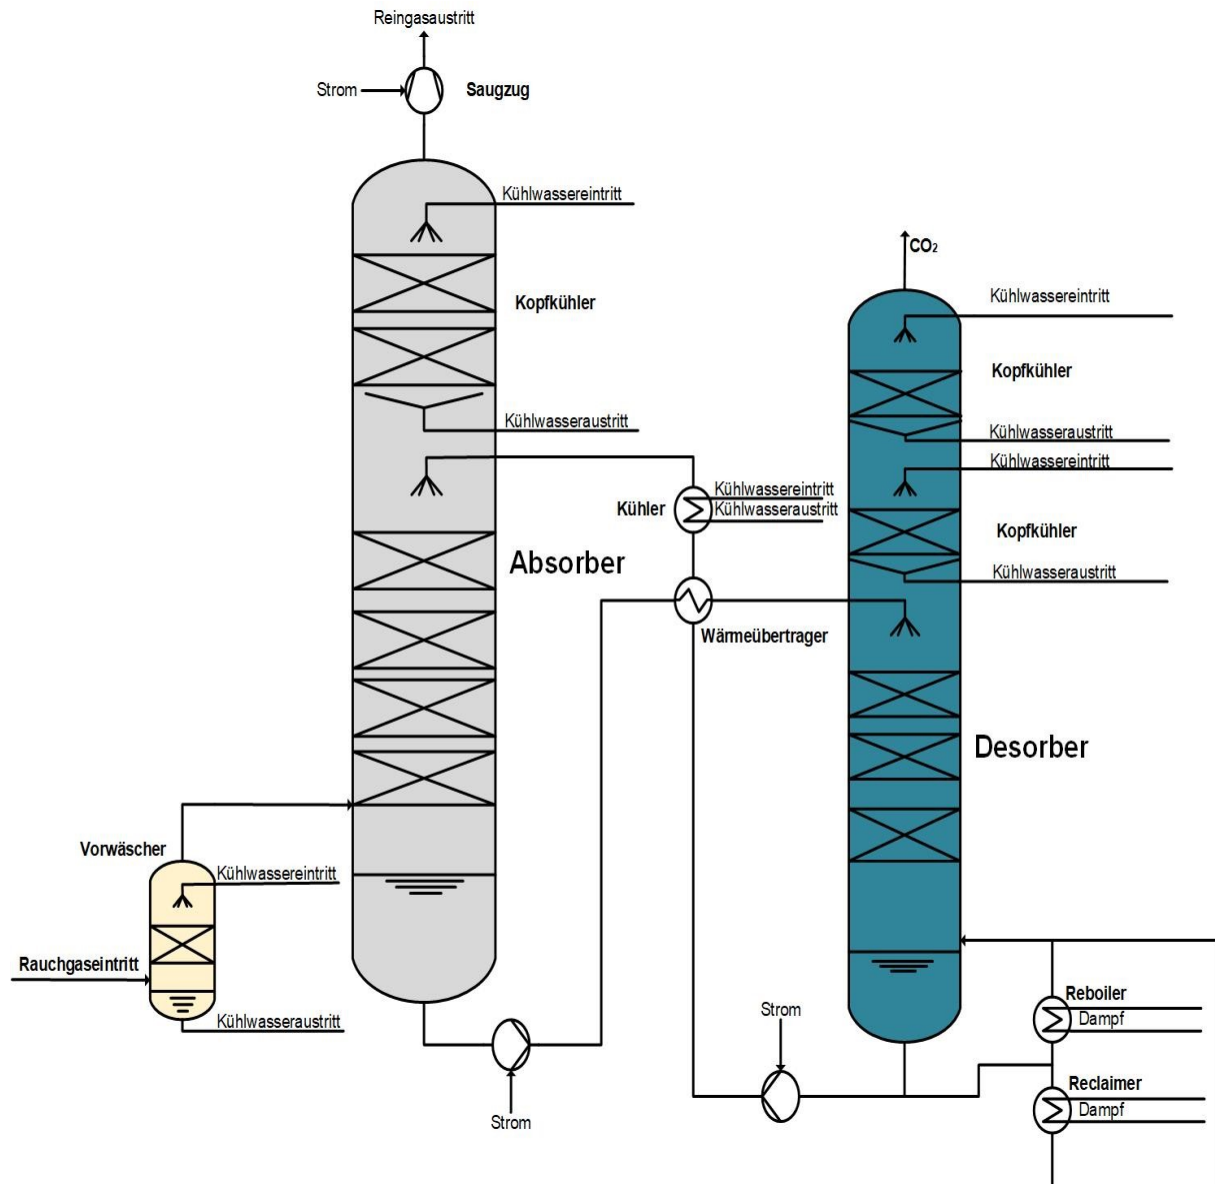 Reingasaustritt
Strom
Saugzug
Kühlwassereintritt
CO₂
Kopfkühler
Kühlwassereintritt
Kopfkühler
Kühlwasseraustritt
Kühlwasseraustritt
Kühlwassereintritt
Kühlwassereintritt
Kühler
Kühlwasseraustritt
Kopfkühler
Absorber
Kühlwasseraustritt
Wärmeübertrager
Desorber
Vorwäscher
Kühlwassereintritt
Rauchgaseintritt
Reboiler
Strom
Dampf
Kühlwasseraustritt
Reclaimer
Dampf
Strom